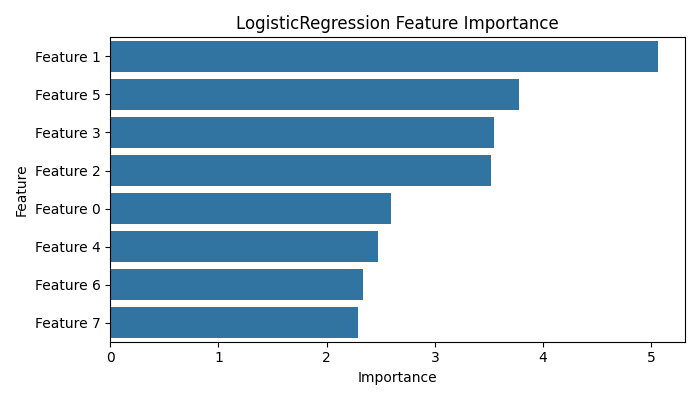 LogisticRegression Feature Importance
Feature
Feature 1
Feature 5
Feature 3
Feature 2
Feature 0
Feature 4
Feature 6
Feature 7
0 1 2 3 4 5
Importance